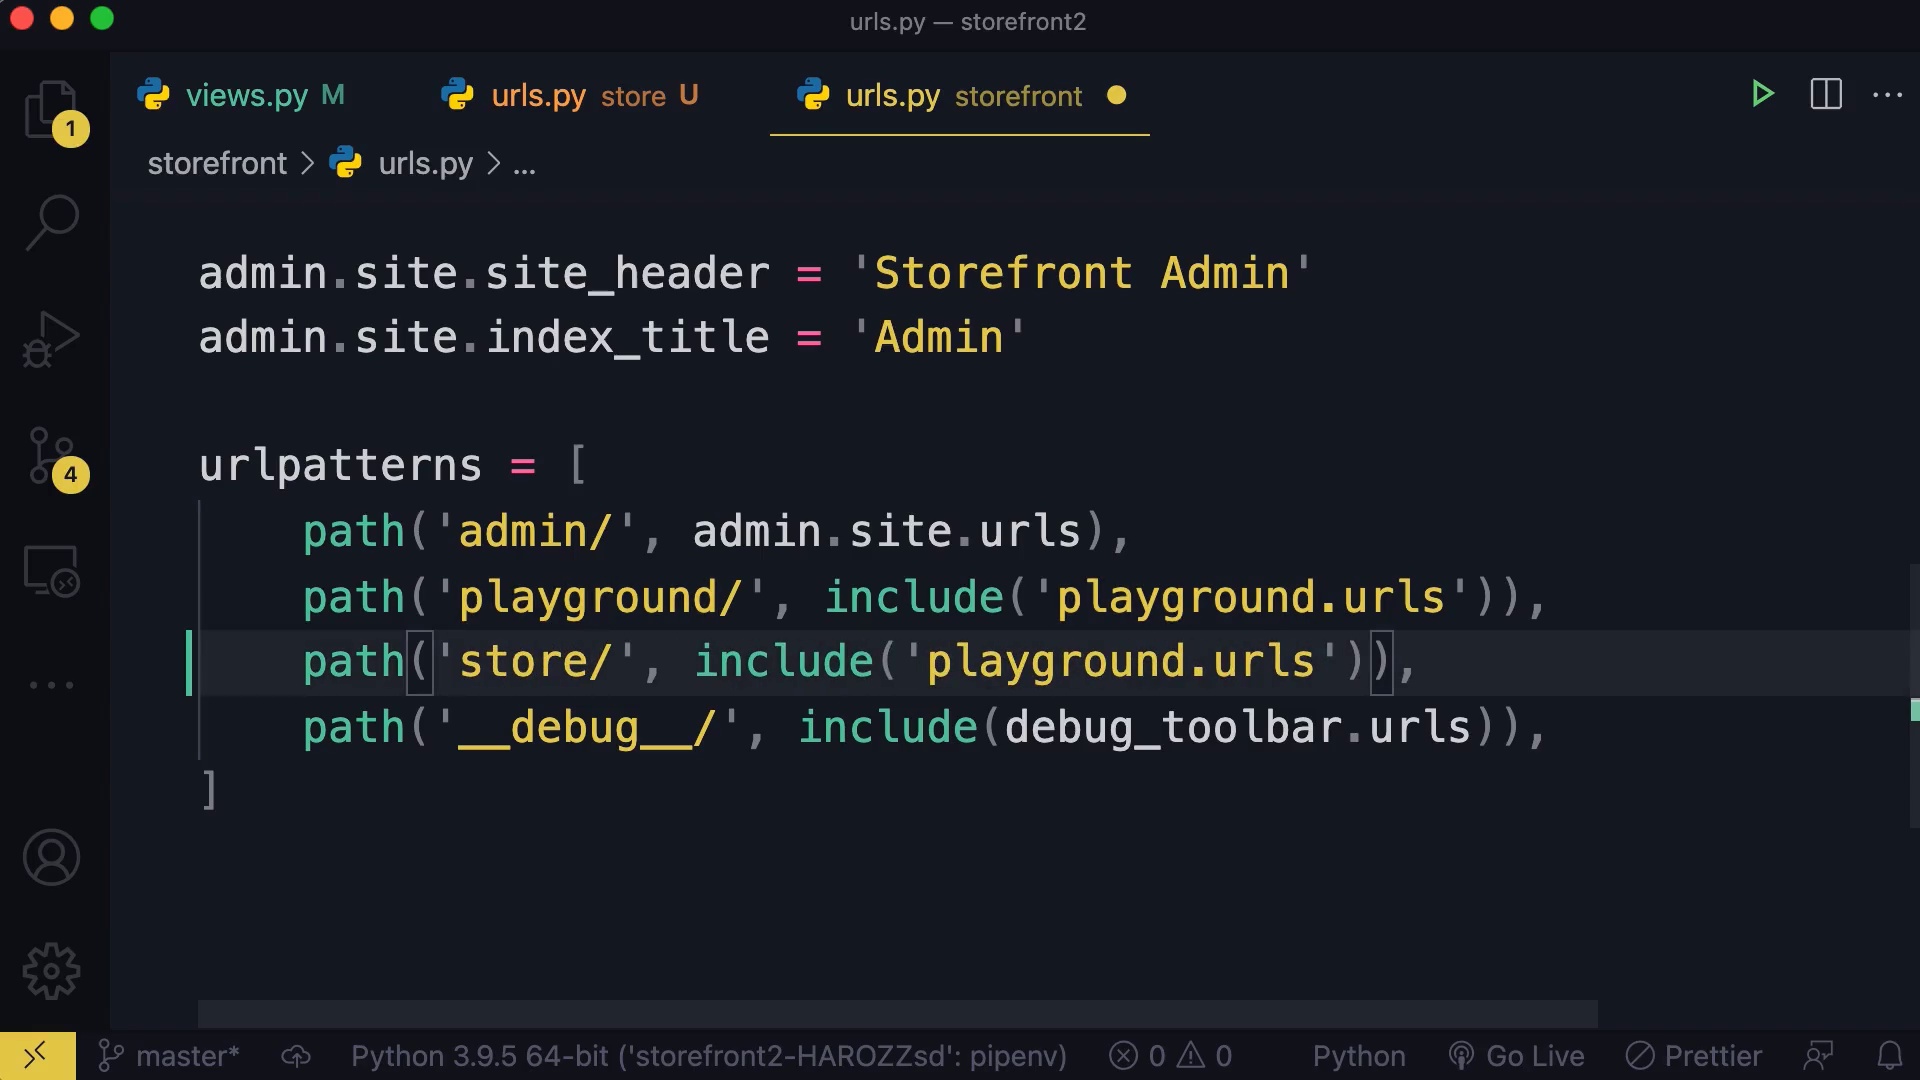 urls.py — storefront2
views.py M urls.py store U urls.py storefront
1
storefront > urls.py > ...
admin.site.site_header = 'Storefront Admin'
admin.site.index_title = 'Admin'
urlpatterns = [
path('admin/', admin.site.urls),
path('playground/', include('playground.urls')),
4
path('store/', include('playground.urls')),
path('__debug__/', include(debug_toolbar.urls)),
]
master* Python 3.9.5 64-bit ('storefront2-HAROZZsd': pipenv) 0 0 Python Go Live Prettier